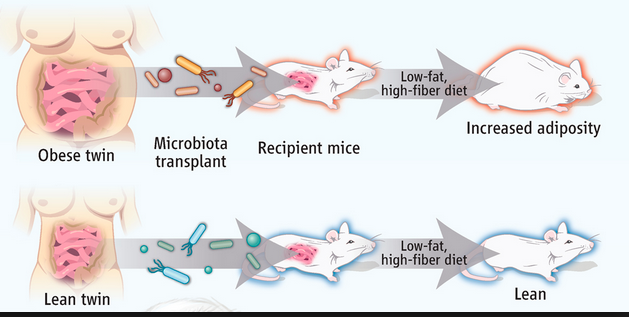 Low-fat,
high-fiber diet
Increased adiposity
Obese twin
Microbiota
transplant
Recipient mice
Low-fat,
high-fiber diet
Lean twin
Lean